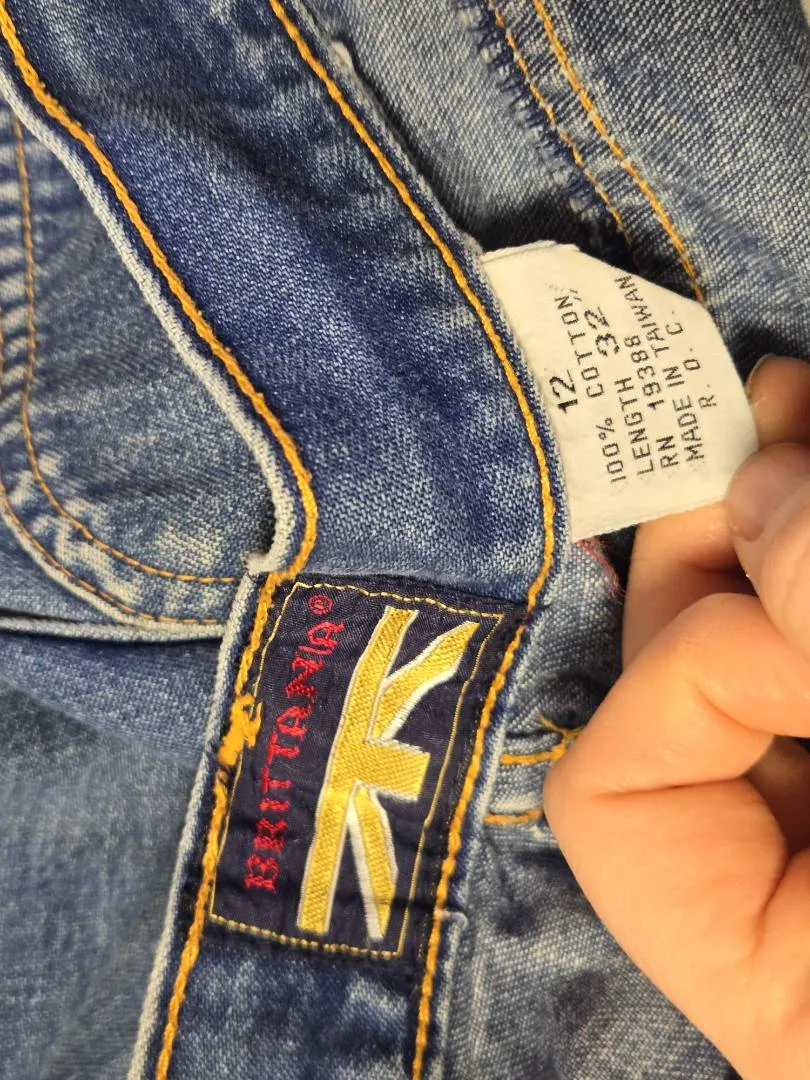 BRITTANIA®
12
100% COTTON
LENGTH 32
RN 19388
MADE IN TAIWAN
R.O.C.